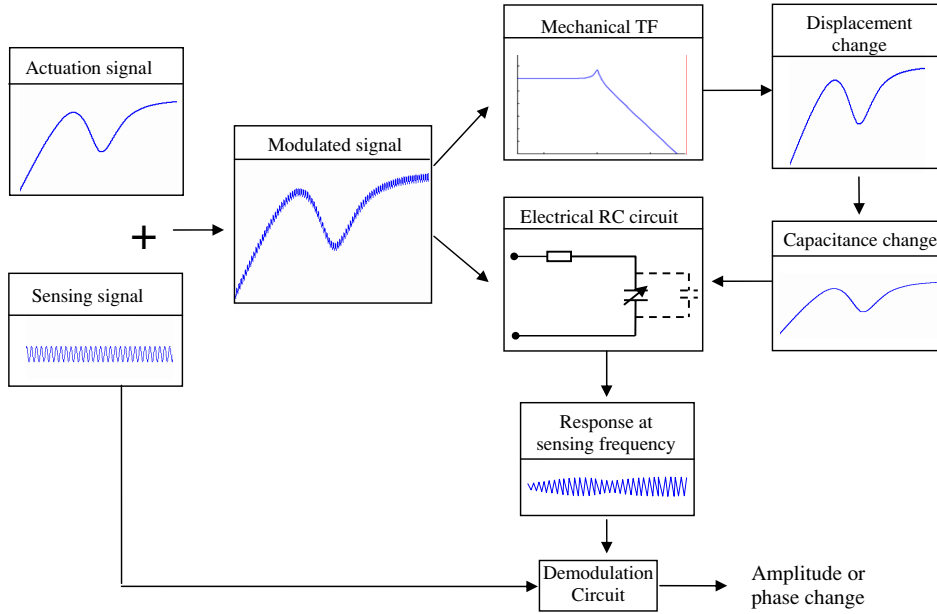 Mechanical TF
Displacement
change
Actuation signal
Modulated signal
Electrical RC circuit
Capacitance change
+
Sensing signal
Response at
sensing frequency
Demodulation
Circuit
Amplitude or
phase change